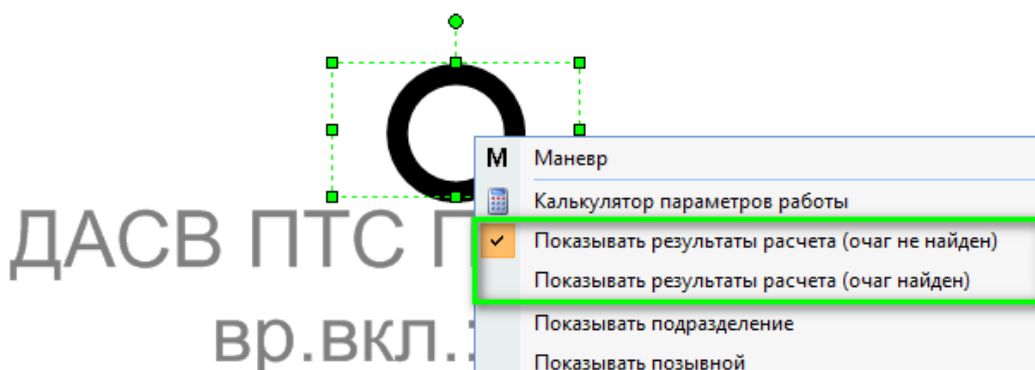 М Маневр
Калькулятор параметров работы
Показывать результаты расчета (очаг не найден)
Показывать результаты расчета (очаг найден)
Показывать подразделение
Показывать позывной
ДАСВ ПТС
вр.вкл.: